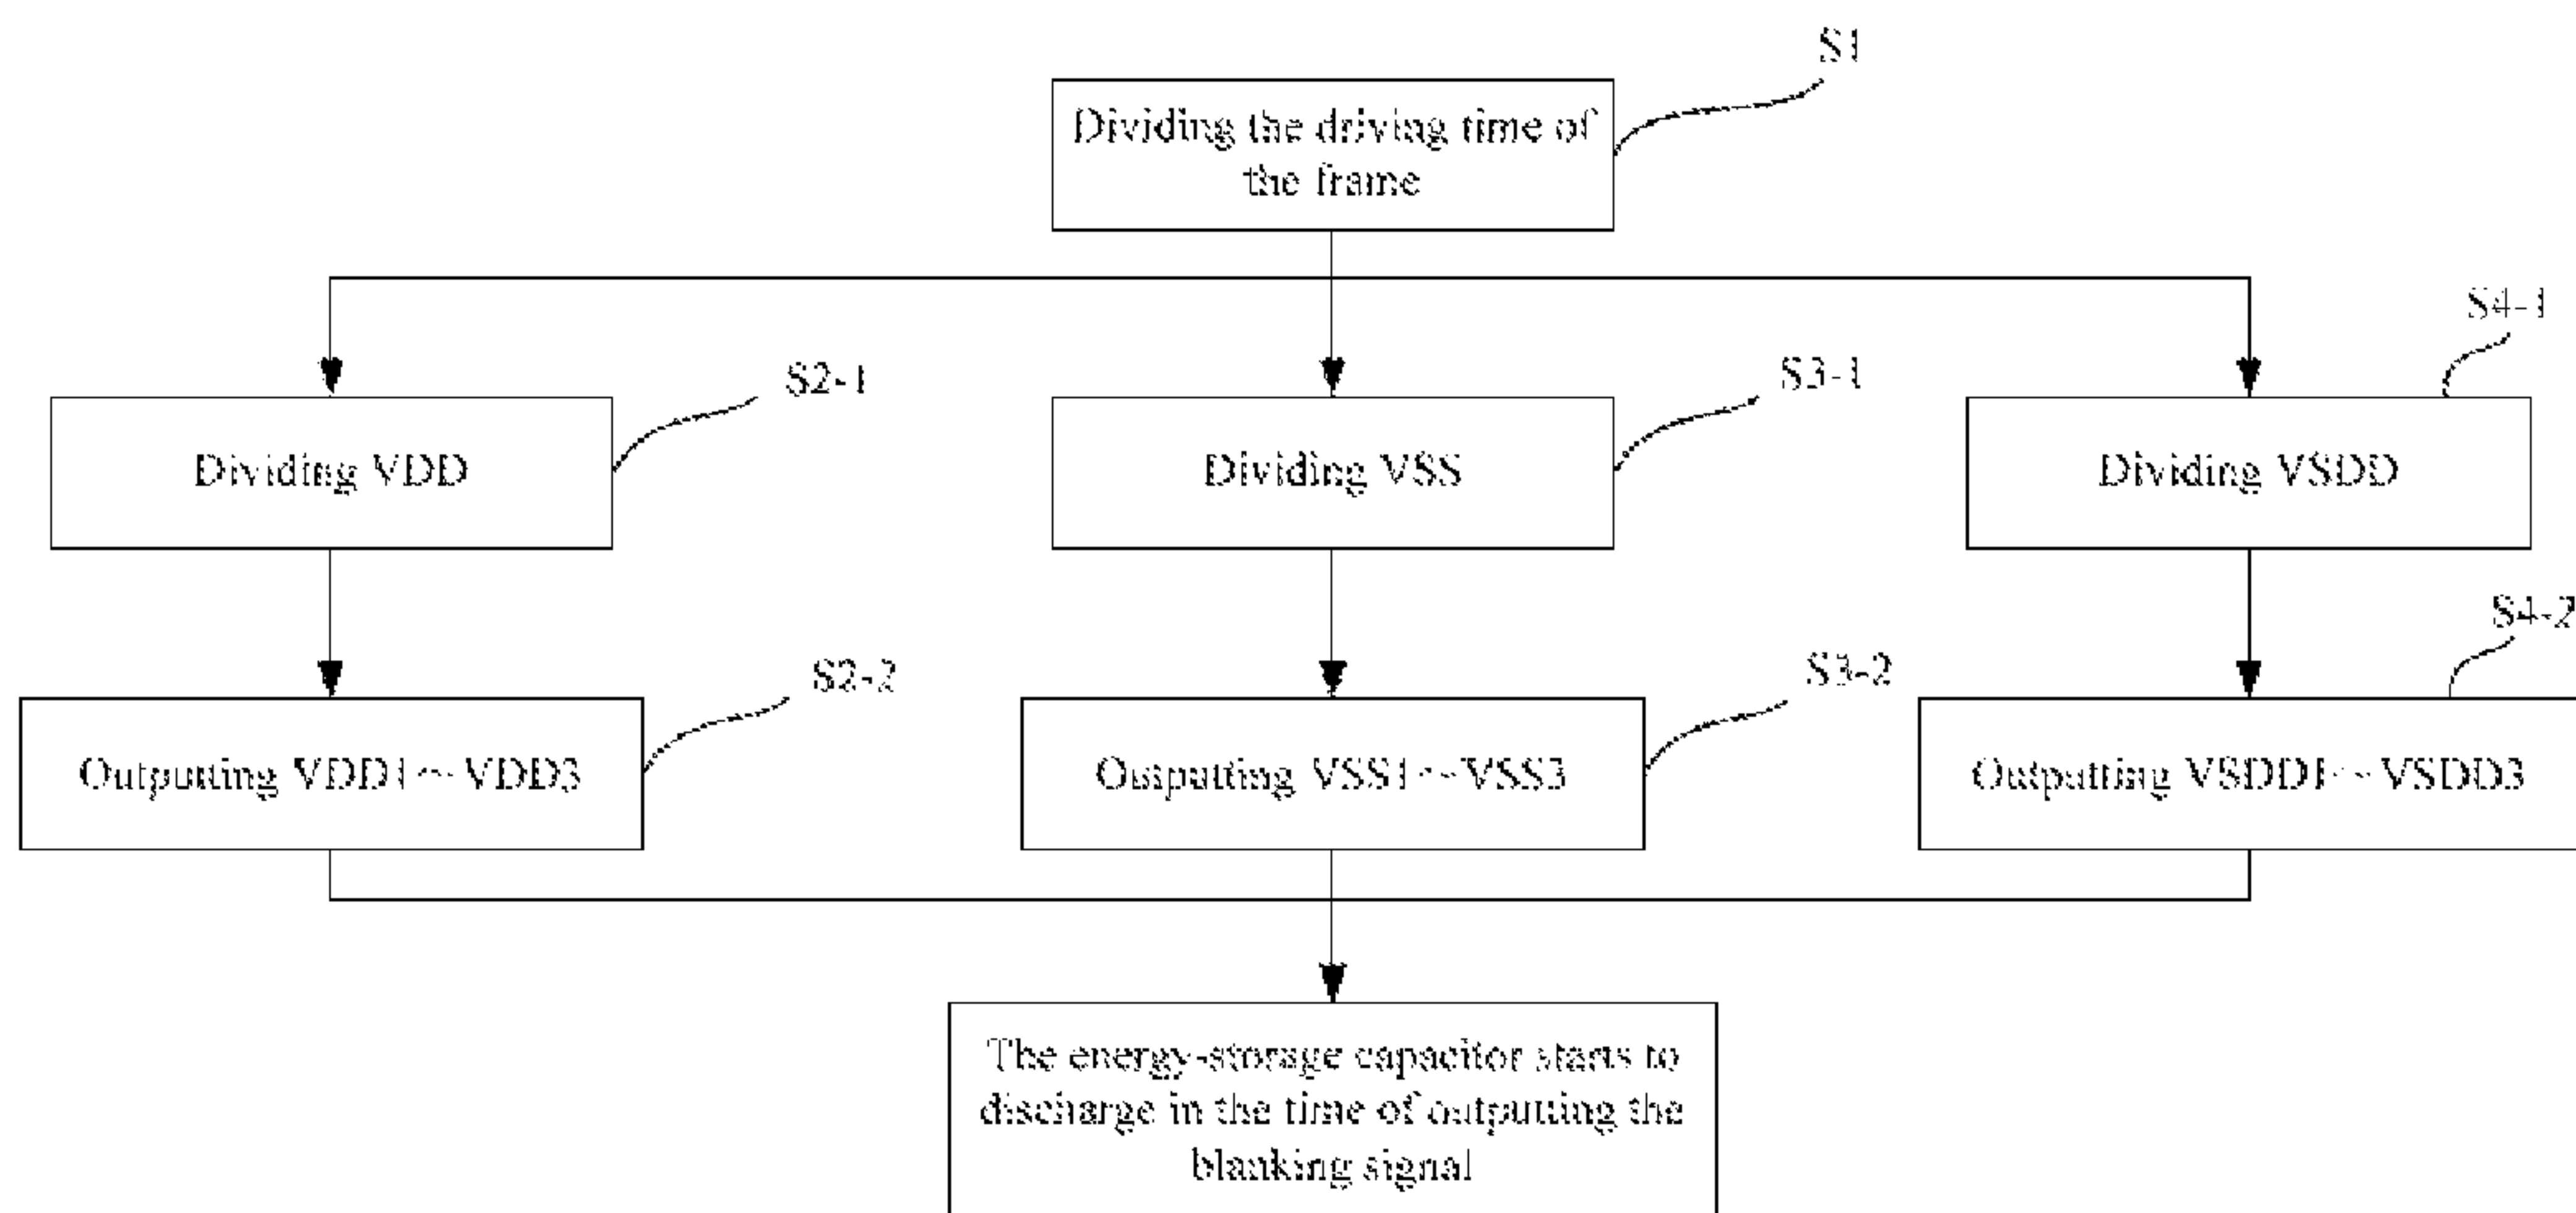 S1
Dividing the driving time of
the frame
S4-1
S2-1
S3-1
Dividing VDD
Dividing VSS
Dividing VSDD
S4-2
S2-2
S3-2
Outputting VDD1~VDD3
Outputting VSS1~VSS3
Outputting VSDD1~VSDD3
The energy-storage capacitor starts to
discharge in the time of outputting the
blanking signal